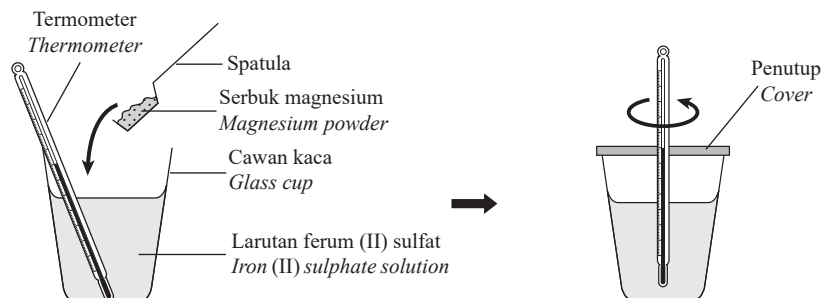 Termometer
Thermometer
Spatula
Serbuk magnesium
Magnesium powder
Cawan kaca
Glass cup
Larutan ferum (II) sulfat
Iron (II) sulphate solution
Penutup
Cover